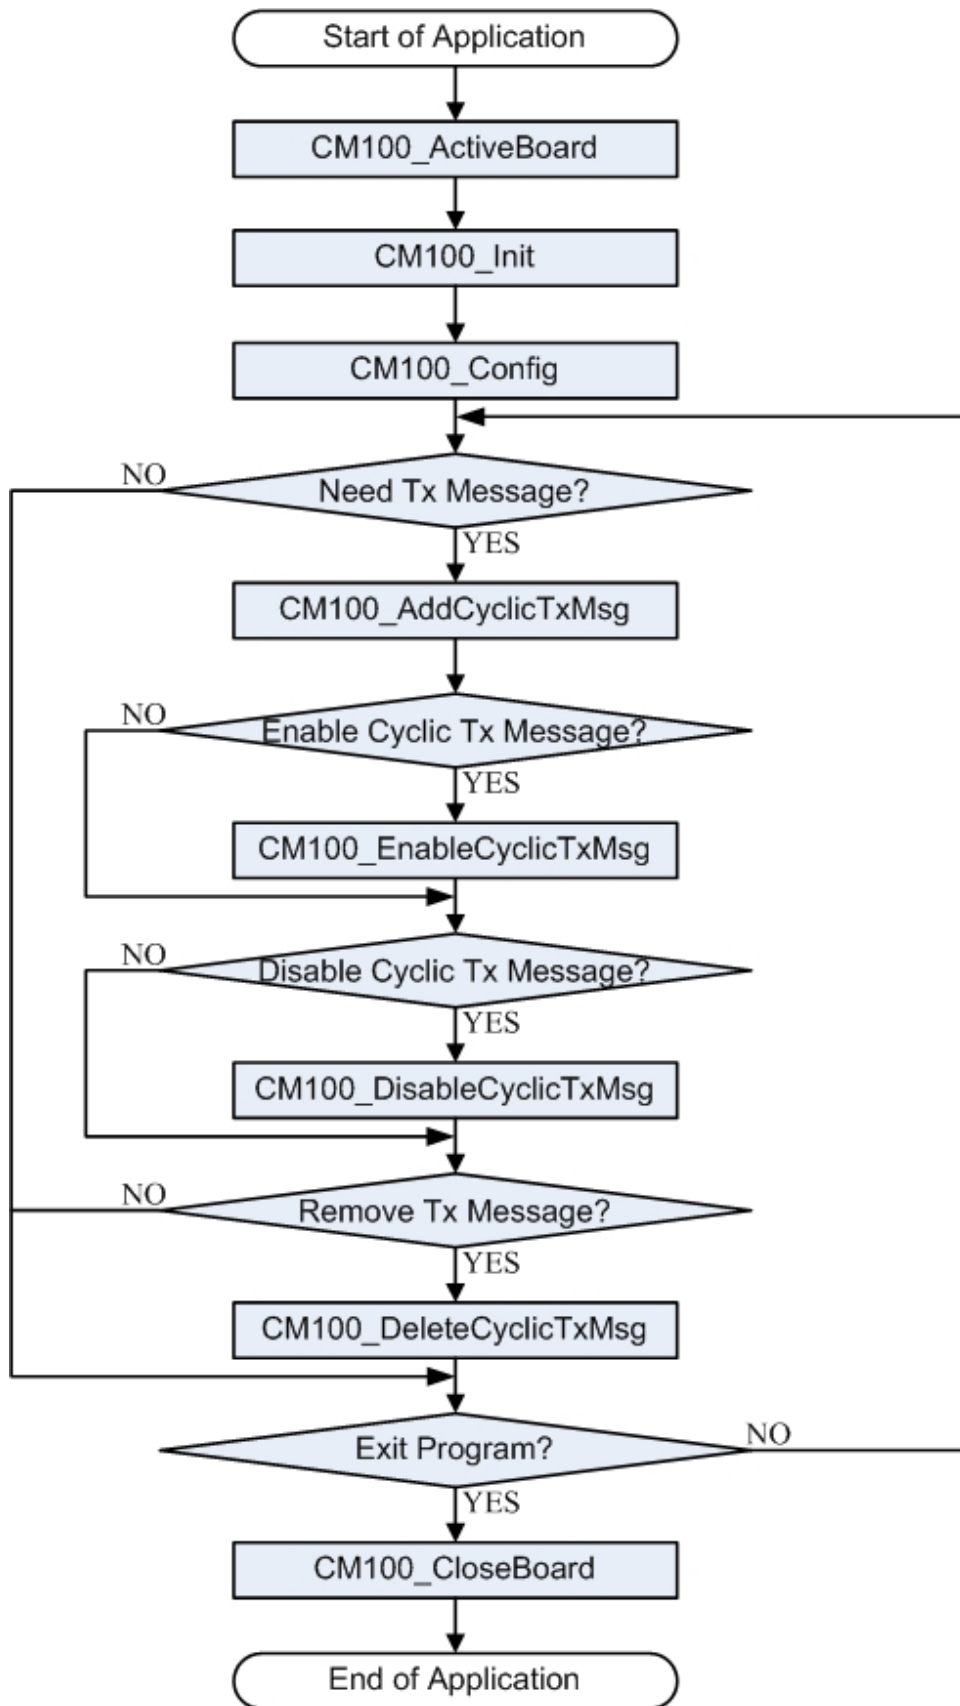 Start of Application
CM100_ActiveBoard
CM100_Init
CM100_Config
NO
Need Tx Message?
YES
CM100_AddCyclicTxMsg
NO
Enable Cyclic Tx Message?
YES
CM100_EnableCyclicTxMsg
NO
Disable Cyclic Tx Message?
YES
CM100_DisableCyclicTxMsg
NO
Remove Tx Message?
YES
CM100_DeleteCyclicTxMsg
Exit Program?
NO
YES
CM100_CloseBoard
End of Application